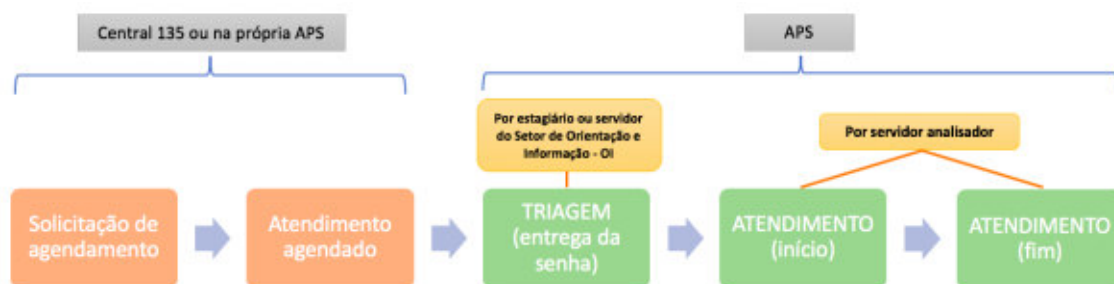 Central 135 ou na própria APS
APS
Por estagiário ou servidor
do Setor de Orientação e
Informação - OI
Por servidor analisador
Solicitação de
agendamento
Atendimento
agendado
TRIAGEM
(entrega da
senha)
ATENDIMENTO
(início)
ATENDIMENTO
(fim)